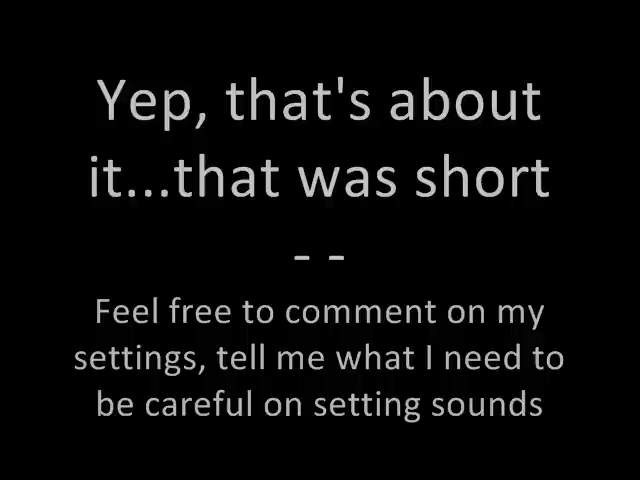 Yep, that's about
it...that was short
- -
Feel free to comment on my
settings, tell me what I need to
be careful on setting sounds